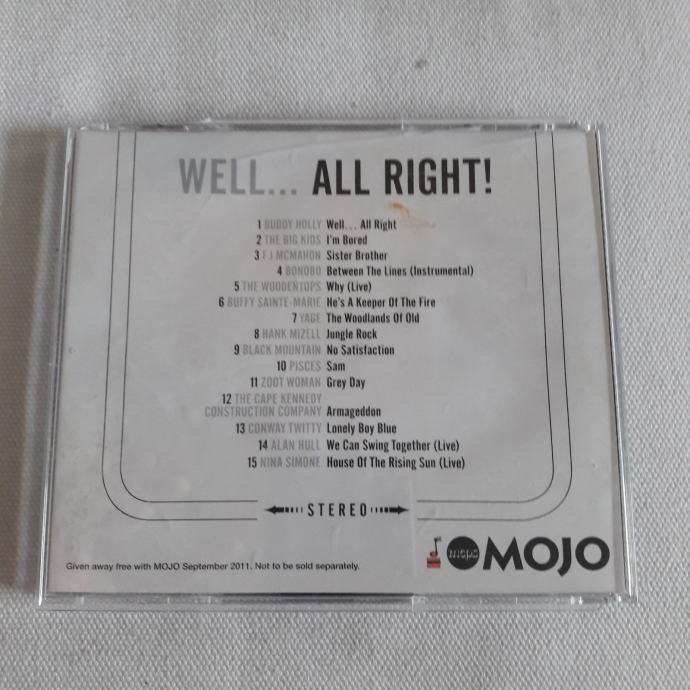 WELL... ALL RIGHT!
1 BUDDY HOLLY Well... All Right
2 THE BIG KIDS I'm Bored
3 F J MCMAHON Sister Brother
4 BONOBO Between The Lines (Instrumental)
5 THE WOODENTOPS Why (Live)
6 BUFFY SAINTE-MARIE He's A Keeper Of The Fire
7 YAGE The Woodlands Of Old
8 HANK MIZELL Jungle Rock
9 BLACK MOUNTAIN No Satisfaction
10 PISCES Sam
11 ZOOT WOMAN Grey Day
12 THE CAPE KENNEDY
CONSTRUCTION COMPANY Armageddon
13 CONWAY TWITTY Lonely Boy Blue
14 ALAN HULL We Can Swing Together (Live)
15 NINA SIMONE House Of The Rising Sun (Live)
STEREO
mcps MOJO
Given away free with MOJO September 2011. Not to be sold separately.